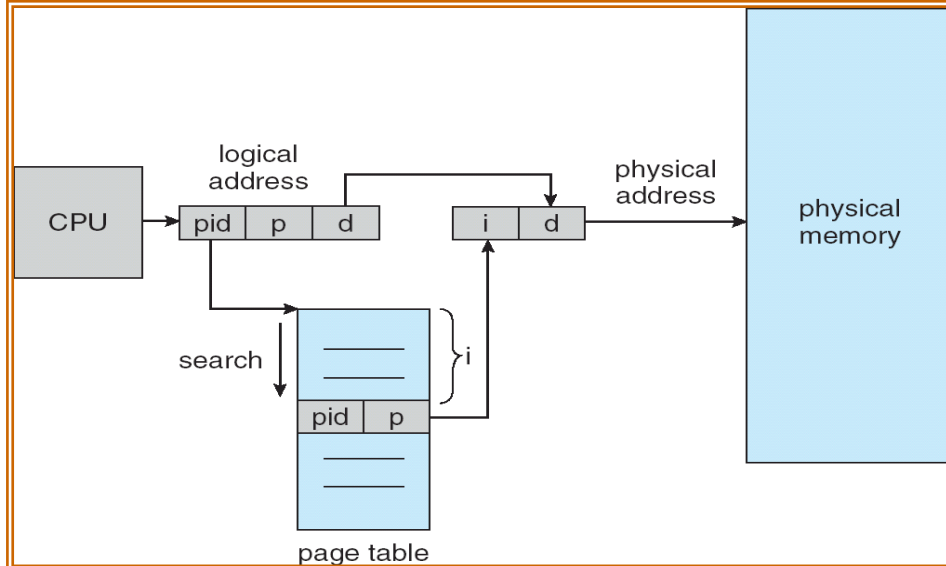 logical
address
physical
address
CPU
pid p d
i d
physical
memory
search
i
pid p
page table